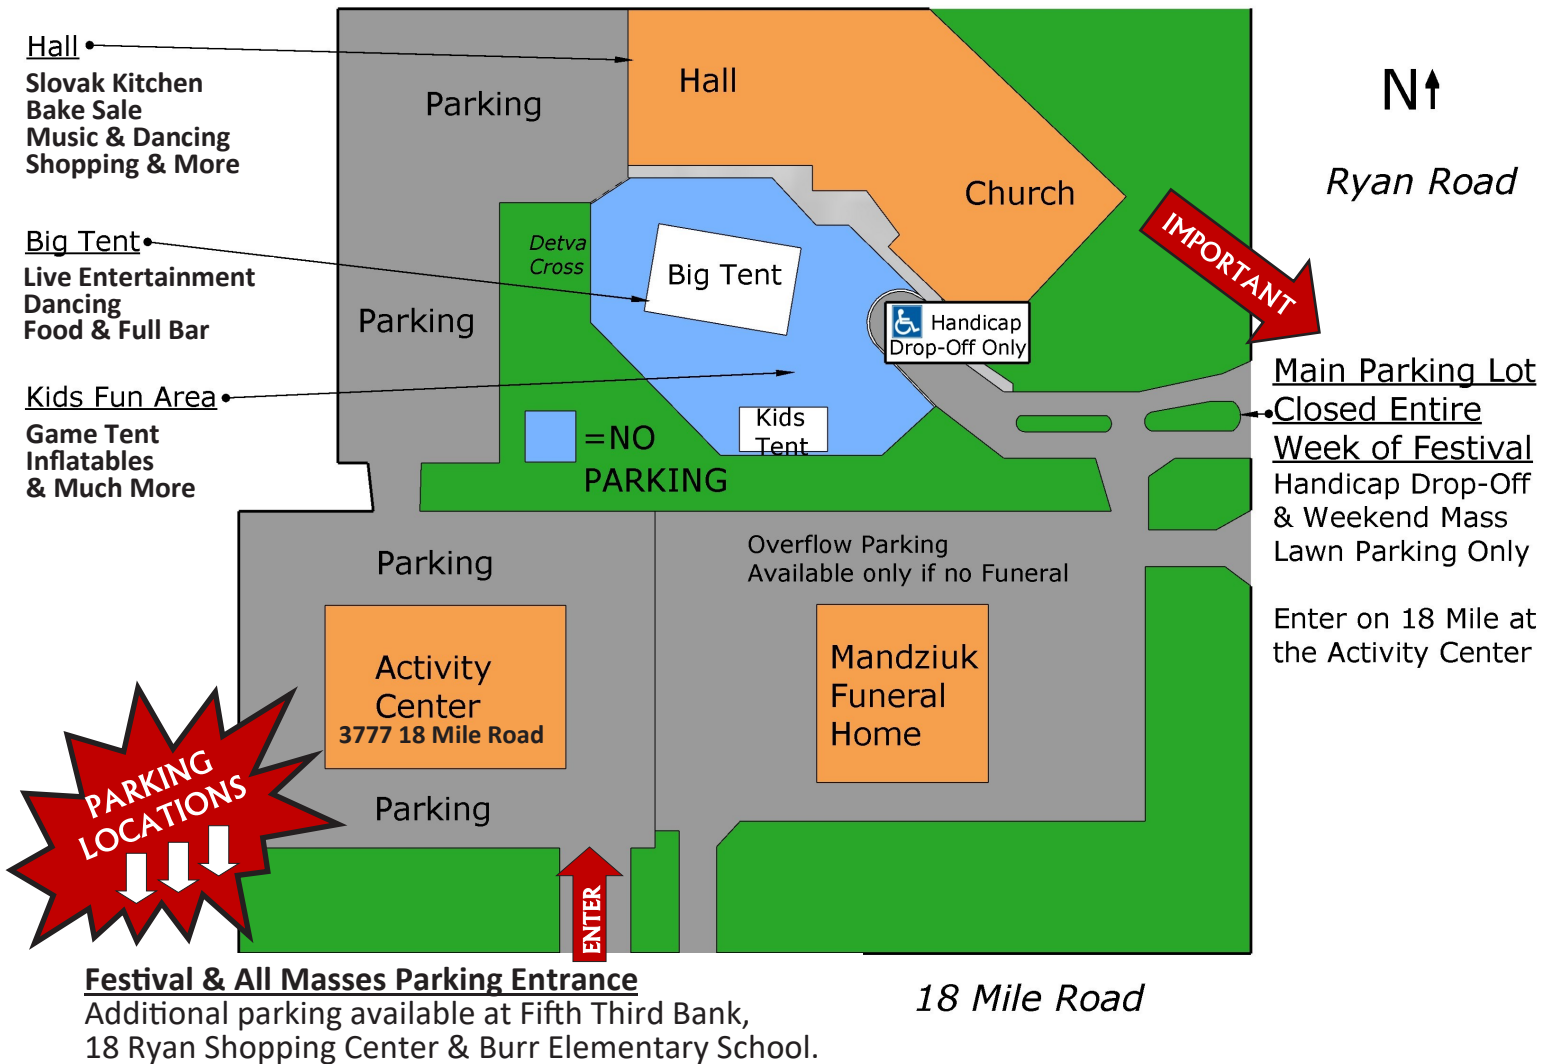 Hall
Slovak Kitchen
Bake Sale
Music & Dancing
Shopping & More
Big Tent
Live Entertainment
Dancing
Food & Full Bar
Kids Fun Area
Game Tent
Inflatables
& Much More
Parking
Hall
Church
Detva
Cross
Big Tent
Parking
Handicap
Drop-Off Only
Kids
Tent
=NO
PARKING
N
Ryan Road
IMPORTANT
Main Parking Lot
Closed Entire
Week of Festival
Handicap Drop-Off
& Weekend Mass
Lawn Parking Only
Enter on 18 Mile at
the Activity Center
Parking
Overflow Parking
Available only if no Funeral
Activity
Center
3777 18 Mile Road
Mandziuk
Funeral
Home
Parking
PARKING
LOCATIONS
ENTER
Festival & All Masses Parking Entrance
Additional parking available at Fifth Third Bank,
18 Ryan Shopping Center & Burr Elementary School.
18 Mile Road